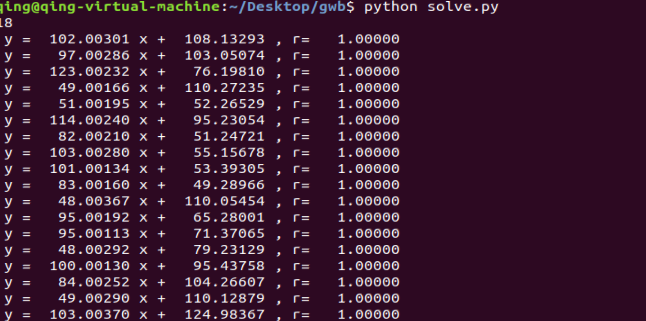 qing@qing-virtual-machine:~/Desktop/gwb$ python solve.py
18
y = 102.00301 x + 108.13293 , r= 1.00000
y = 97.00286 x + 103.05074 , r= 1.00000
y = 123.00232 x + 76.19810 , r= 1.00000
y = 49.00166 x + 110.27235 , r= 1.00000
y = 51.00195 x + 52.26529 , r= 1.00000
y = 114.00240 x + 95.23054 , r= 1.00000
y = 82.00210 x + 51.24721 , r= 1.00000
y = 103.00280 x + 55.15678 , r= 1.00000
y = 101.00134 x + 53.39305 , r= 1.00000
y = 83.00160 x + 49.28966 , r= 1.00000
y = 48.00367 x + 110.05454 , r= 1.00000
y = 95.00192 x + 65.28001 , r= 1.00000
y = 95.00113 x + 71.37065 , r= 1.00000
y = 48.00292 x + 79.23129 , r= 1.00000
y = 100.00130 x + 95.43758 , r= 1.00000
y = 84.00252 x + 104.26607 , r= 1.00000
y = 49.00290 x + 110.12879 , r= 1.00000
y = 103.00370 x + 124.98367 , r= 1.00000